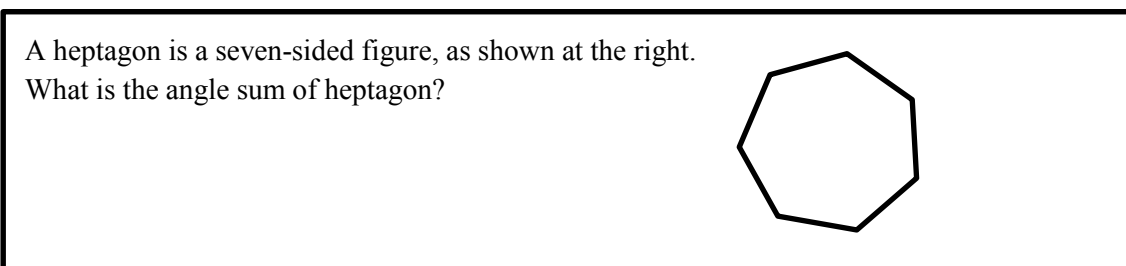 A heptagon is a seven-sided figure, as shown at the right.
What is the angle sum of heptagon?